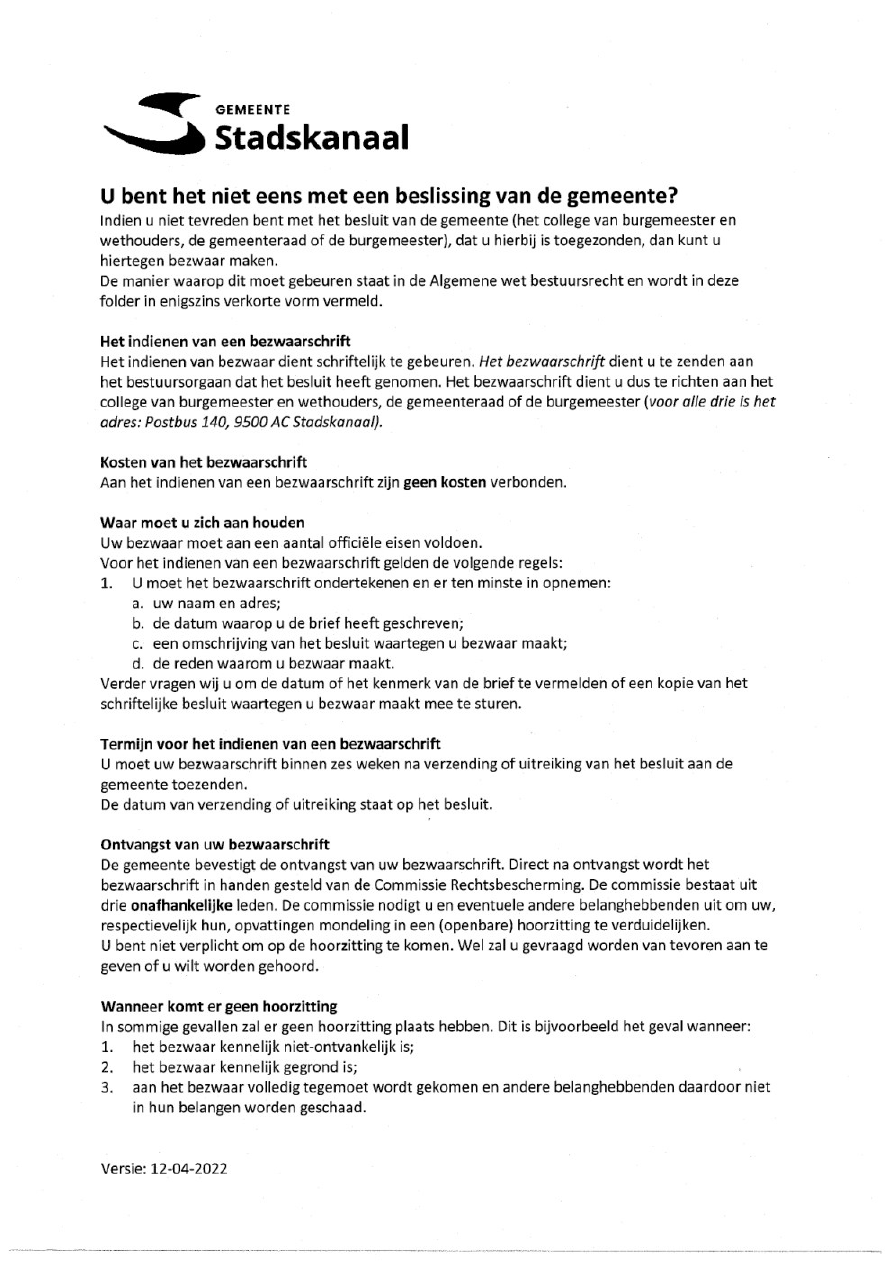 GEMEENTE
Stadskanaal
U bent het niet eens met een beslissing van de gemeente?
Indien u niet tevreden bent met het besluit van de gemeente (het college van burgemeester en
wethouders, de gemeenteraad of de burgemeester), dat u hierbij is toegezonden, dan kunt u
hiertegen bezwaar maken.
De manier waarop dit moet gebeuren staat in de Algemene wet bestuursrecht en wordt in deze
folder in enigszins verkorte vorm vermeld.
Het indienen van een bezwaarschrift
Het indienen van bezwaar dient schriftelijk te gebeuren. Het bezwaarschrift dient u te zenden aan
het bestuursorgaan dat het besluit heeft genomen. Het bezwaarschrift dient u dus te richten aan het
college van burgemeester en wethouders, de gemeenteraad of de burgemeester (voor alle drie is het
adres: Postbus 140, 9500 AC Stadskanaal).
Kosten van het bezwaarschrift
Aan het indienen van een bezwaarschrift zijn geen kosten verbonden.
Waar moet u zich aan houden
Uw bezwaar moet aan een aantal officiële eisen voldoen.
Voor het indienen van een bezwaarschrift gelden de volgende regels:
1. U moet het bezwaarschrift ondertekenen en er ten minste in opnemen:
a. uw naam en adres;
b. de datum waarop u de brief heeft geschreven;
c. een omschrijving van het besluit waartegen u bezwaar maakt;
d. de reden waarom u bezwaar maakt.
Verder vragen wij u om de datum of het kenmerk van de brief te vermelden of een kopie van het
schriftelijke besluit waartegen u bezwaar maakt mee te sturen.
Termijn voor het indienen van een bezwaarschrift
U moet uw bezwaarschrift binnen zes weken na verzending of uitreiking van het besluit aan de
gemeente toezenden.
De datum van verzending of uitreiking staat op het besluit.
Ontvangst van uw bezwaarschrift
De gemeente bevestigt de ontvangst van uw bezwaarschrift. Direct na ontvangst wordt het
bezwaarschrift in handen gesteld van de Commissie Rechtsbescherming. De commissie bestaat uit
drie onafhankelijke leden. De commissie nodigt u en eventuele andere belanghebbenden uit om uw,
respectievelijk hun, opvattingen mondeling in een (openbare) hoorzitting te verduidelijken.
U bent niet verplicht om op de hoorzitting te komen. Wel zal u gevraagd worden van tevoren aan te
geven of u wilt worden gehoord.
Wanneer komt er geen hoorzitting
In sommige gevallen zal er geen hoorzitting plaats hebben. Dit is bijvoorbeeld het geval wanneer:
1. het bezwaar kennelijk niet-ontvankelijk is;
2. het bezwaar kennelijk gegrond is;
3. aan het bezwaar volledig tegemoet wordt gekomen en andere belanghebbenden daardoor niet
in hun belangen worden geschaad.
Versie: 12-04-2022